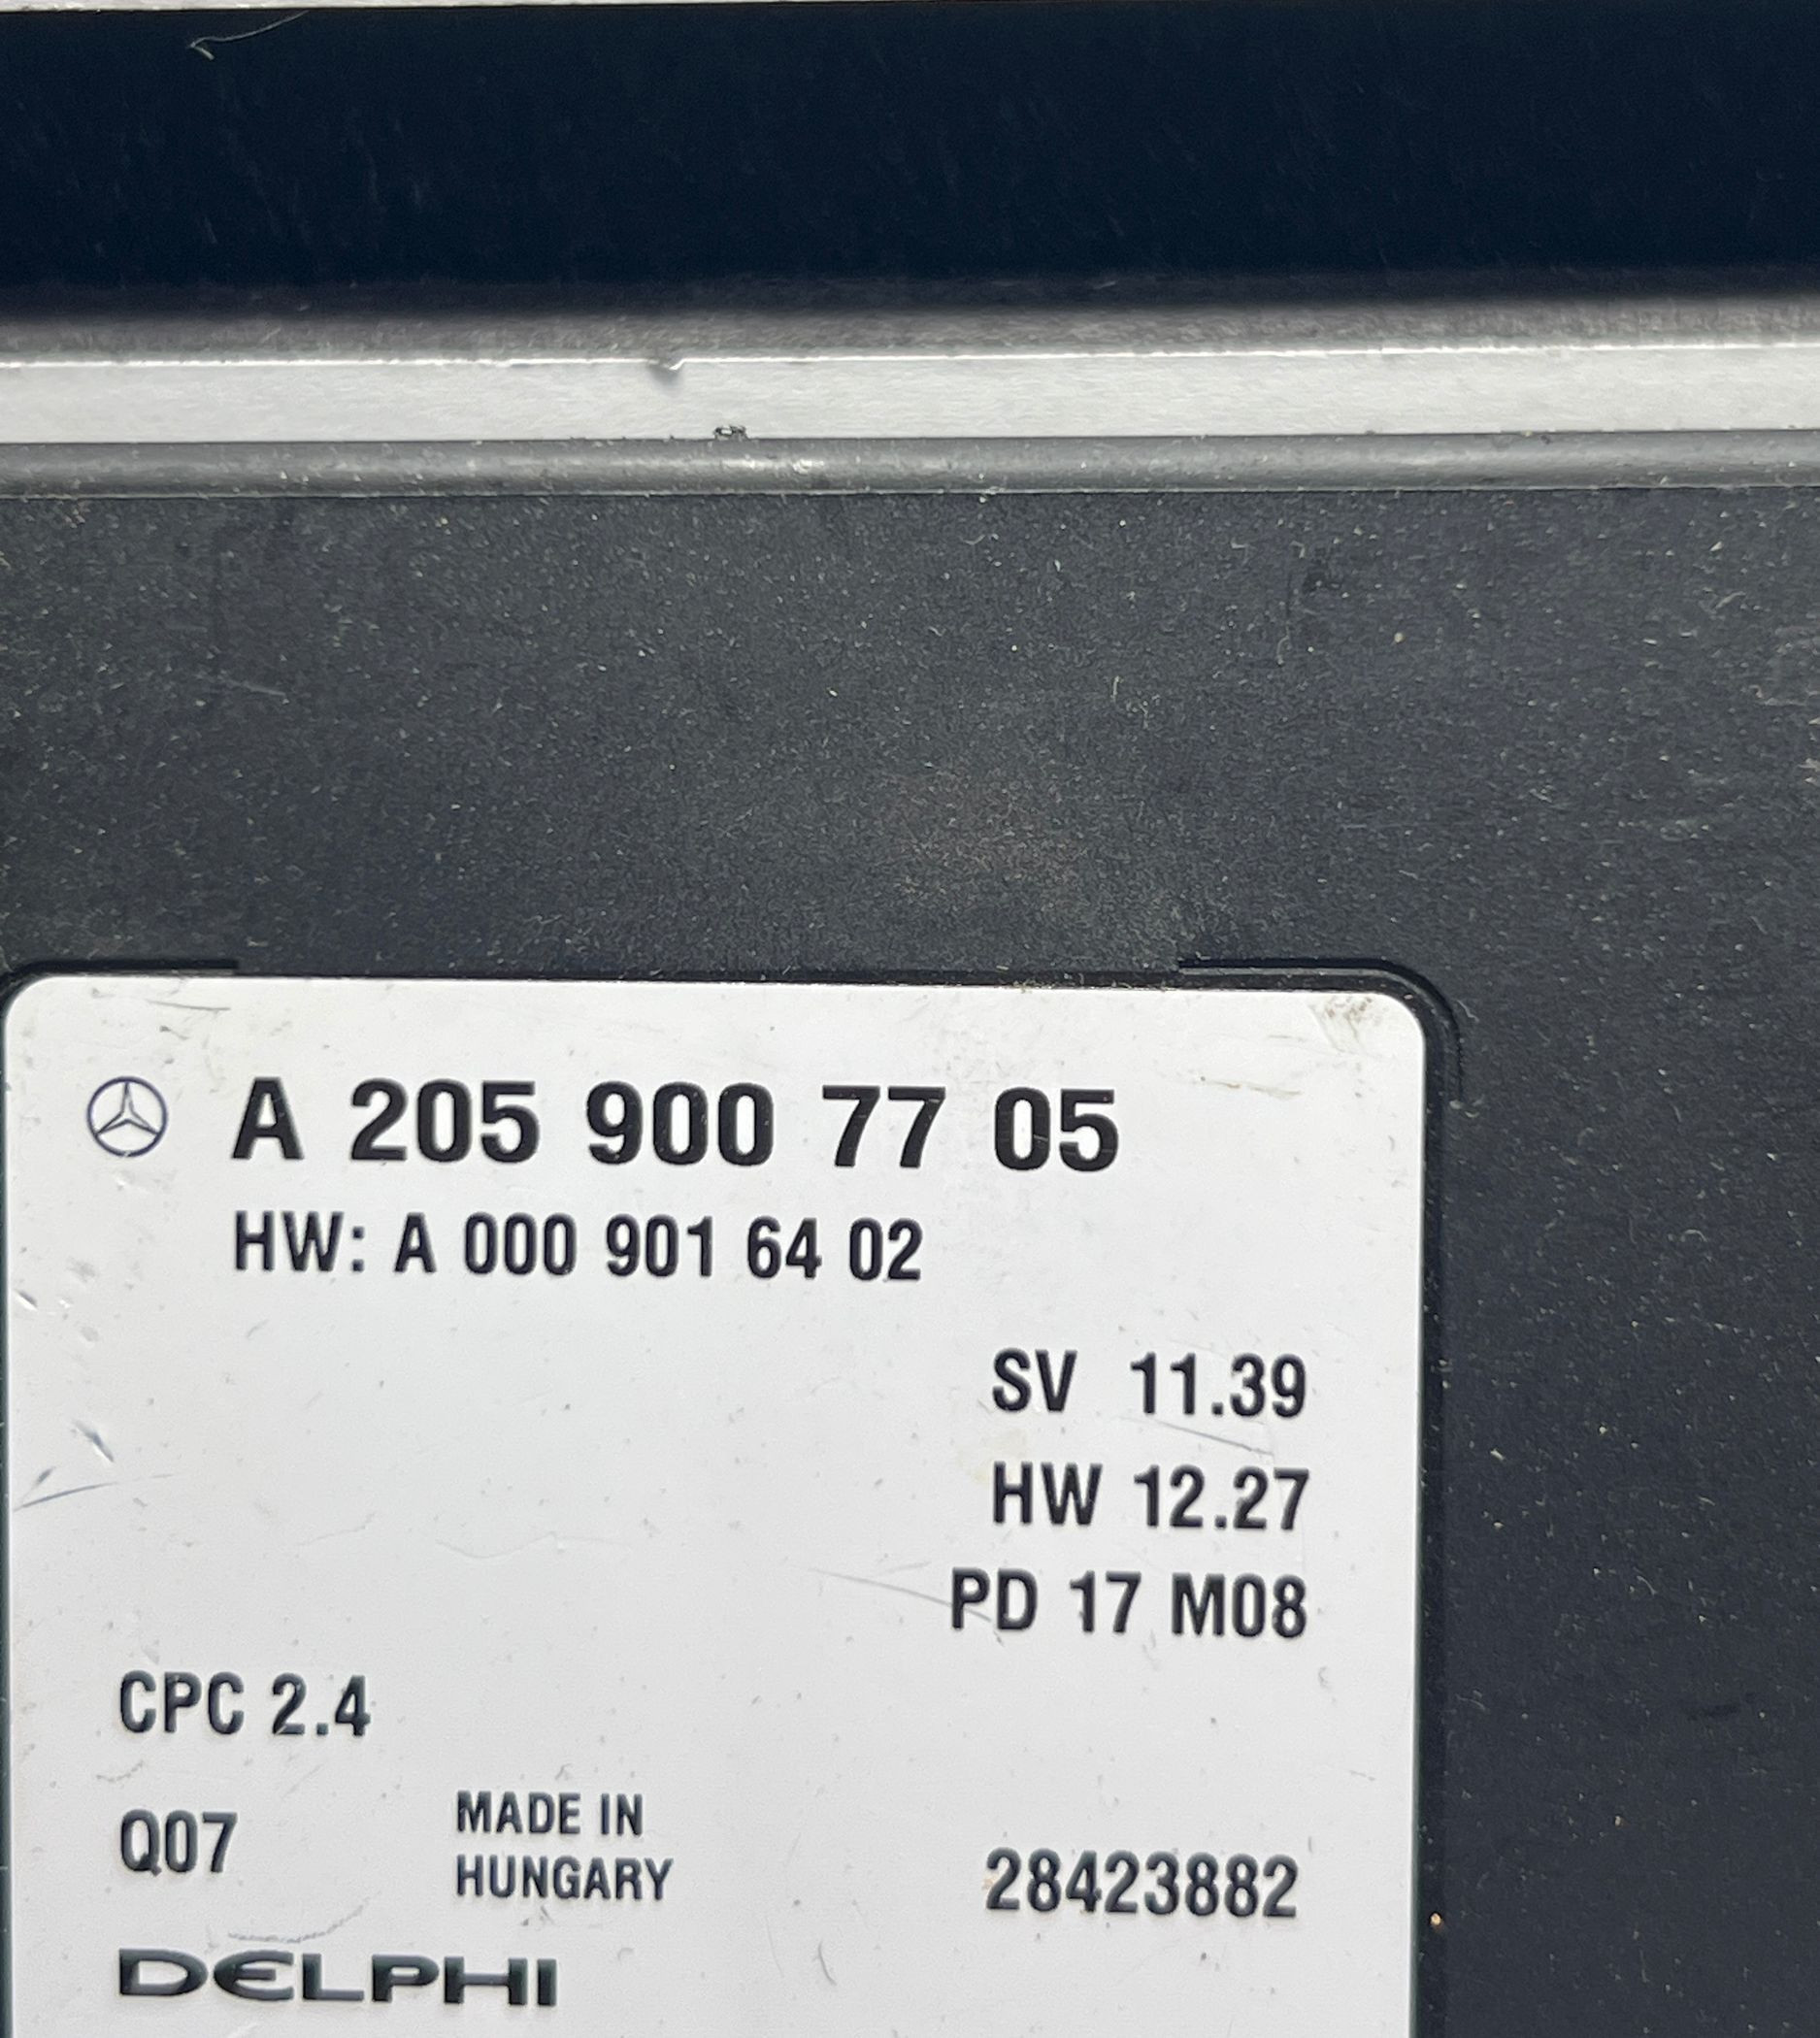 A 205 900 77 05
HW: A 000 901 64 02
SV 11.39
HW 12.27
PD 17 M08
CPC 2.4
Q07
MADE IN
HUNGARY
28423882
DELPHI